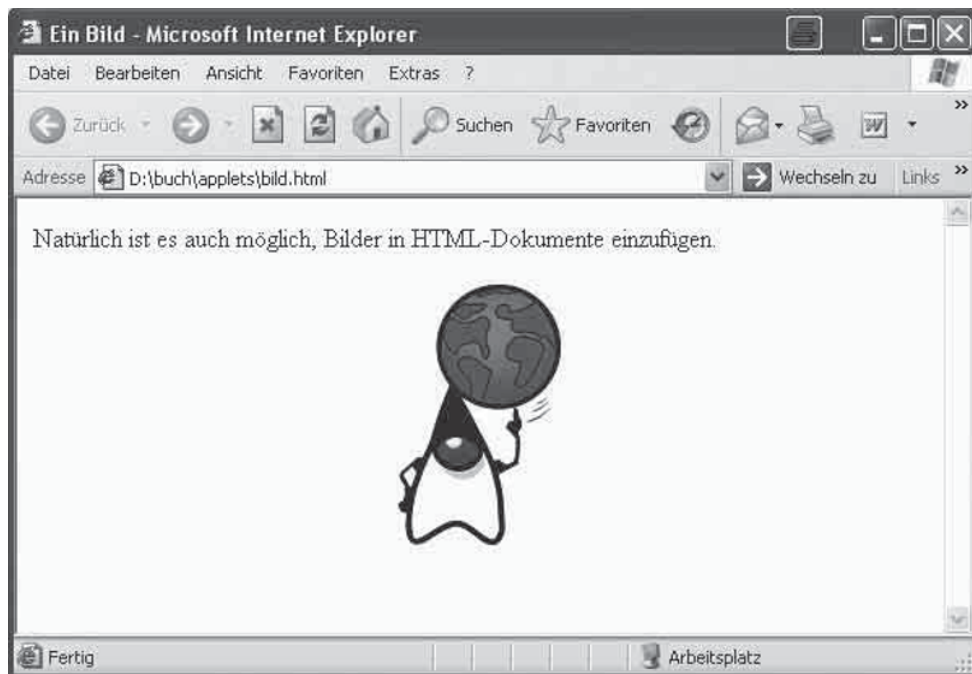 Ein Bild - Microsoft Internet Explorer
Datei Bearbeiten Ansicht Favoriten Extras ?
Zurück Suchen Favoriten W »
Adresse D:\buch\applets\bild.html Wechseln zu Links »
Natürlich ist es auch möglich, Bilder in HTML-Dokumente einzufügen.
Fertig Arbeitsplatz